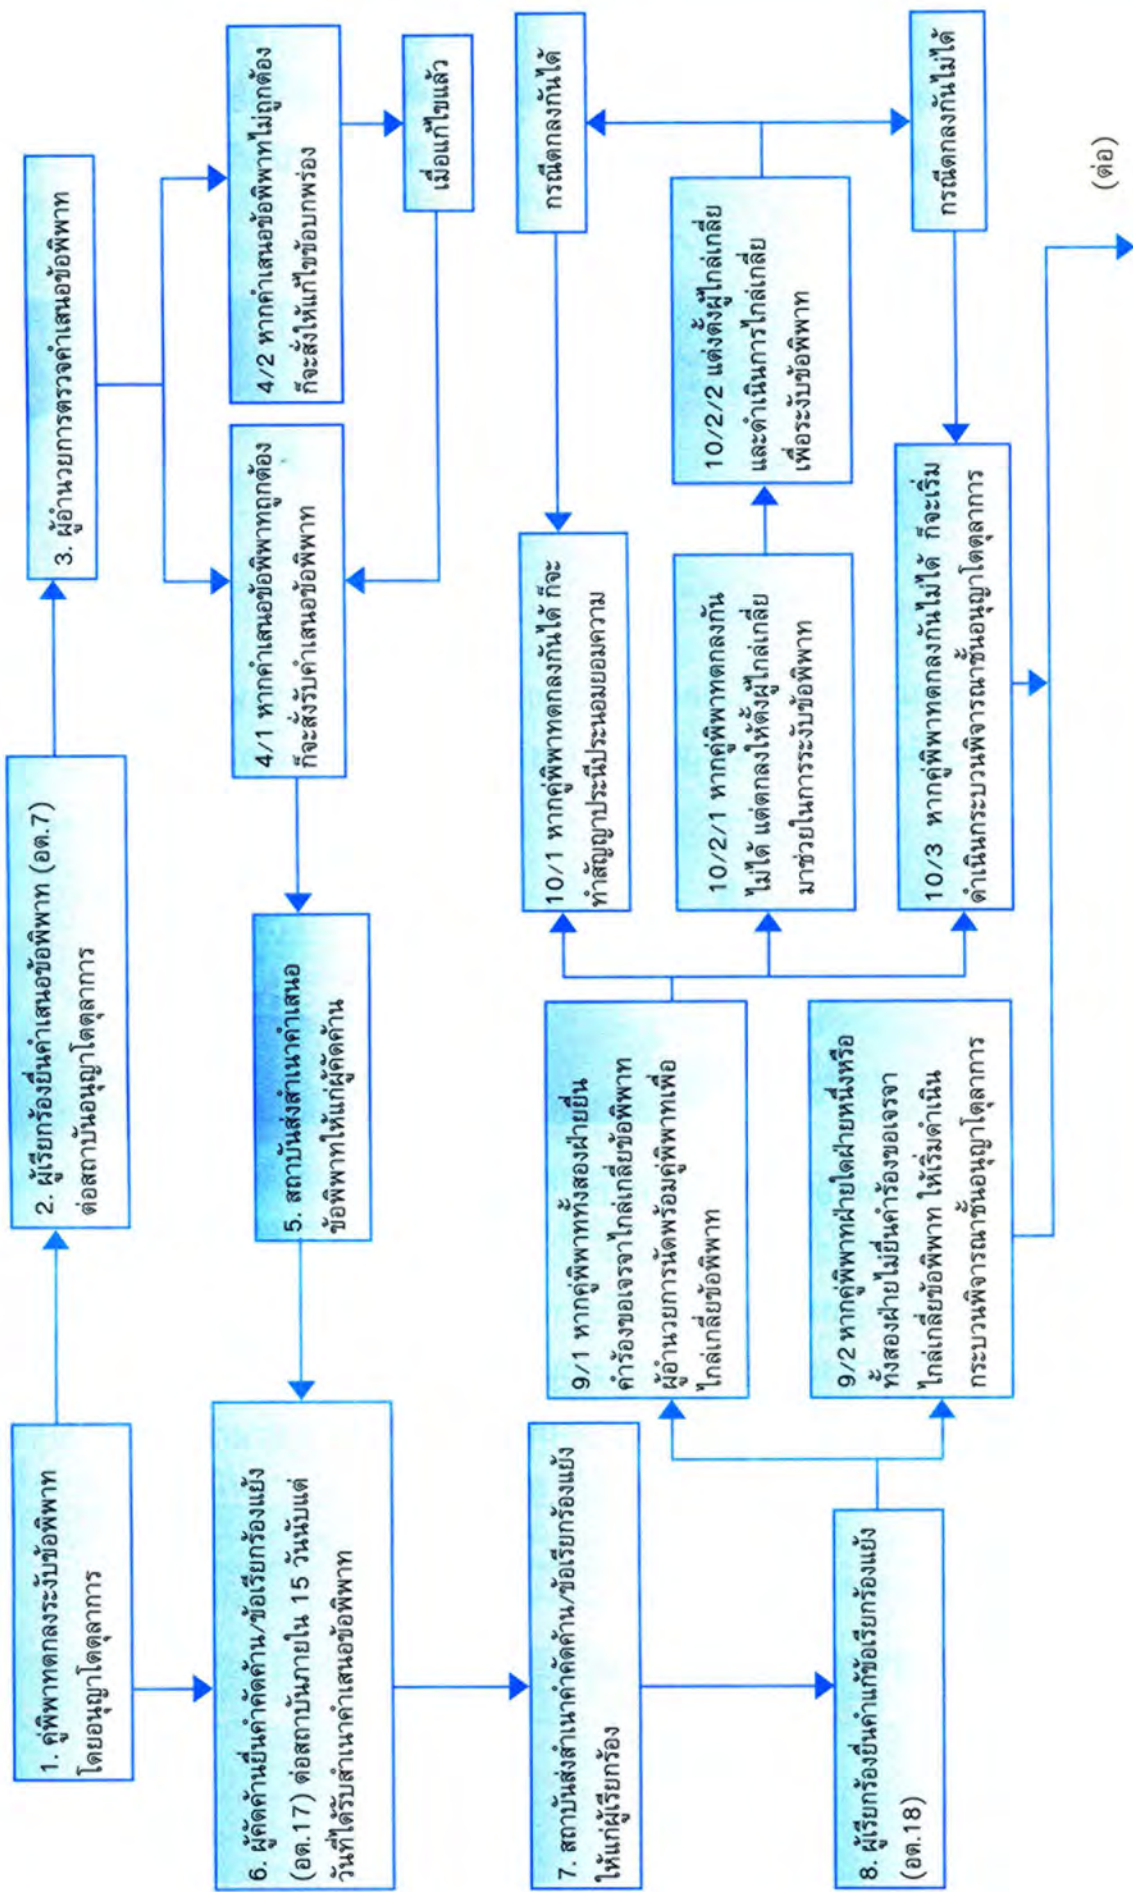 1. คู่พิพาทตกลงระงับข้อพิพาท
โดยอนุญาโตตุลาการ
2. ผู้เรียกร้องยื่นคำเสนอข้อพิพาท (อต.7)
ต่อสถาบันอนุญาโตตุลาการ
3. ผู้อำนวยการตรวจคำเสนอข้อพิพาท
4/1 หากคำเสนอข้อพิพาทถูกต้อง
ก็จะสั่งรับคำเสนอข้อพิพาท
4/2 หากคำเสนอข้อพิพาทไม่ถูกต้อง
ก็จะสั่งให้แก้ไขข้อบกพร่อง
เมื่อแก้ไขแล้ว
5. สถาบันส่งสำเนาคำเสนอ
ข้อพิพาทให้แก่ผู้คัดค้าน
6. ผู้คัดค้านยื่นคำคัดค้าน/ข้อเรียกร้องแย้ง
(อต.17) ต่อสถาบันภายใน 15 วันนับแต่
วันที่ได้รับสำเนาคำเสนอข้อพิพาท
7. สถาบันส่งสำเนาคำคัดค้าน/ข้อเรียกร้องแย้ง
ให้แก่ผู้เรียกร้อง
8. ผู้เรียกร้องยื่นคำแก้ข้อเรียกร้องแย้ง
(อต.18)
9/1 หากคู่พิพาททั้งสองฝ่ายยื่น
คำร้องขอเจรจาไกล่เกลี่ยข้อพิพาท
ผู้อำนวยการนัดพร้อมคู่พิพาทเพื่อ
ไกล่เกลี่ยข้อพิพาท
9/2 หากคู่พิพาทฝ่ายใดฝ่ายหนึ่งหรือ
ทั้งสองฝ่ายไม่ยื่นคำร้องขอเจรจา
ไกล่เกลี่ยข้อพิพาท ให้เริ่มดำเนิน
กระบวนพิจารณาชั้นอนุญาโตตุลาการ
10/1 หากคู่พิพาทตกลงกันได้ ก็จะ
ทำสัญญาประนีประนอมยอมความ
10/2/1 หากคู่พิพาทตกลงกัน
ไม่ได้ แต่ตกลงให้ตั้งผู้ไกล่เกลี่ย
มาช่วยในการระงับข้อพิพาท
10/2/2 แต่งตั้งผู้ไกล่เกลี่ย
และดำเนินการไกล่เกลี่ย
เพื่อระงับข้อพิพาท
กรณีตกลงกันได้
กรณีตกลงกันไม่ได้
10/3 หากคู่พิพาทตกลงกันไม่ได้ ก็จะเริ่ม
ดำเนินกระบวนพิจารณาชั้นอนุญาโตตุลาการ
(ต่อ)